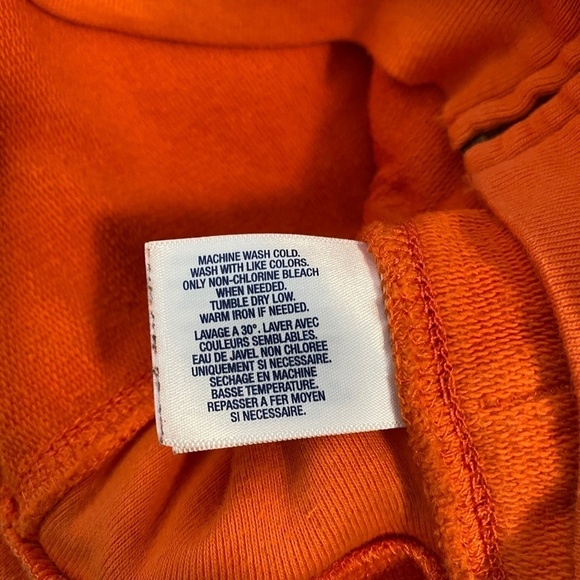 MACHINE WASH COLD.
WASH WITH LIKE COLORS.
ONLY NON-CHLORINE BLEACH
WHEN NEEDED.
TUMBLE DRY LOW.
WARM IRON IF NEEDED.
LAVAGE A 30°. LAVER AVEC
COULEURS SEMBLABLES.
EAU DE JAVEL NON CHLOREE
UNIQUEMENT SI NECESSAIRE.
SECHAGE EN MACHINE
BASSE TEMPERATURE.
REPASSER A FER MOYEN
SI NECESSAIRE.